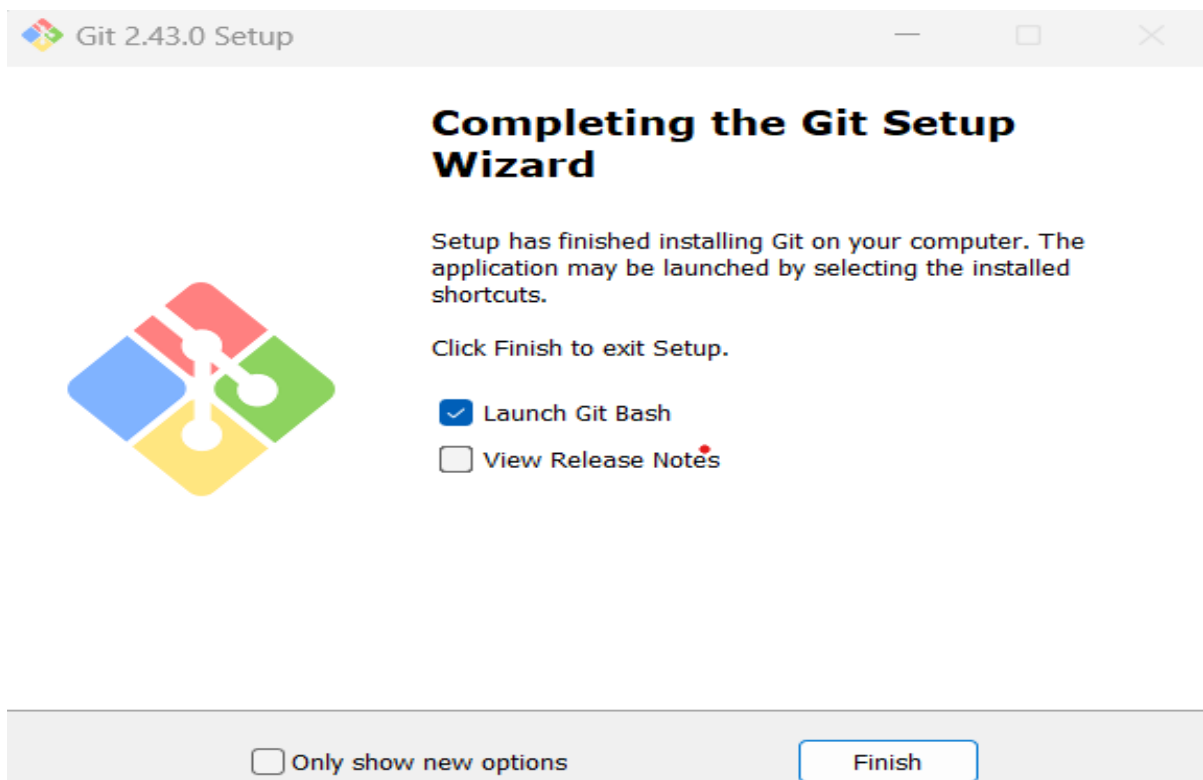 Git 2.43.0 Setup
Completing the Git Setup
Wizard
Setup has finished installing Git on your computer. The
application may be launched by selecting the installed
shortcuts.
Click Finish to exit Setup.
Launch Git Bash
View Release Notes
Only show new options
Finish